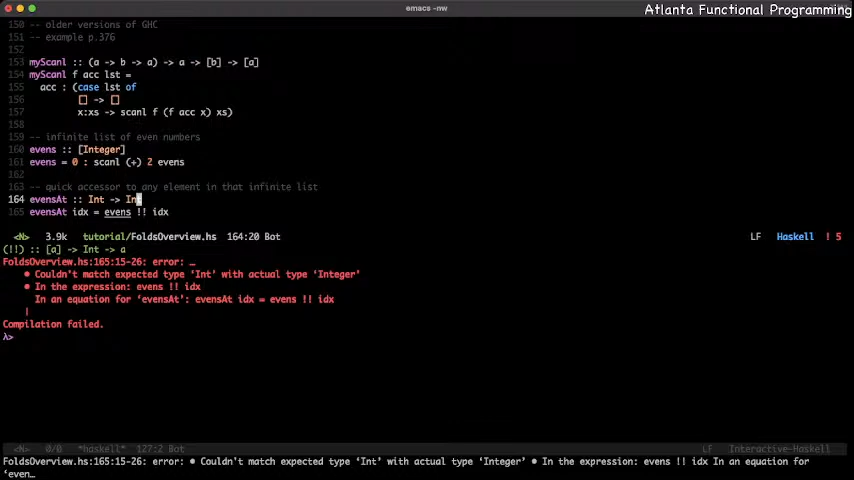 emacs -nw
Atlanta Functional Programming
150 -- older versions of GHC
151 -- example p.376
152
153 myScanl :: (a -> b -> a) -> a -> [b] -> [a]
154 myScanl f acc lst =
155   acc : (case lst of
156           [] -> []
157           x:xs -> scanl f (f acc x) xs)
158
159 -- infinite list of even numbers
160 evens :: [Integer]
161 evens = 0 : scanl (+) 2 evens
162
163 -- quick accessor to any element in that infinite list
164 evensAt :: Int -> Int
165 evensAt idx = evens !! idx
<N> 3.9k tutorial/FoldsOverview.hs 164:20 Bot LF Haskell ! 5
(!!) :: [a] -> Int -> a
FoldsOverview.hs:165:15-26: error: …
• Couldn't match expected type ‘Int’ with actual type ‘Integer’
• In the expression: evens !! idx
In an equation for ‘evensAt’: evensAt idx = evens !! idx
|
Compilation failed.
λ>
<N> 0/0 *haskell* 127:2 Bot LF Interactive-Haskell
FoldsOverview.hs:165:15-26: error: • Couldn't match expected type ‘Int’ with actual type ‘Integer’ • In the expression: evens !! idx In an equation for
‘even…